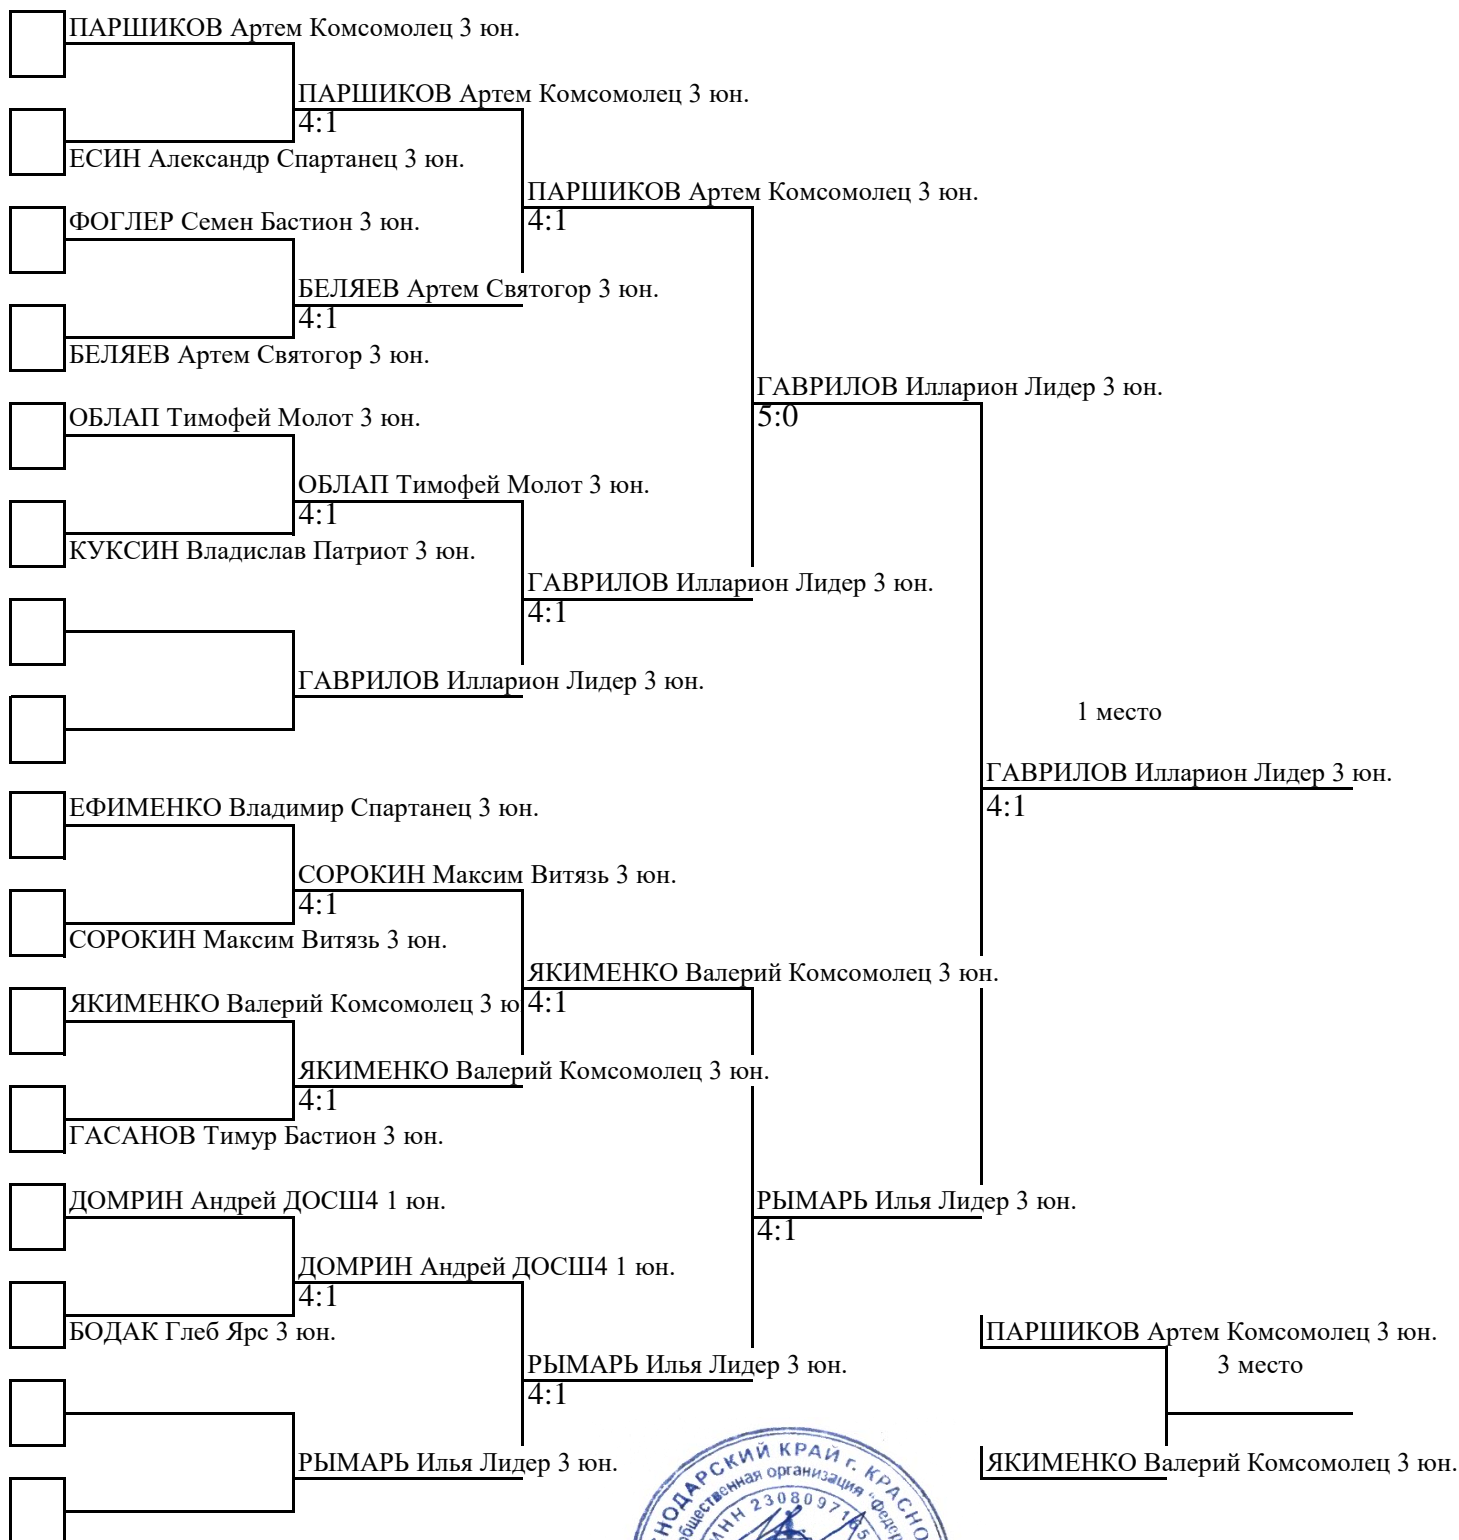 ПАРШИКОВ Артем Комсомолец 3 юн.
ПАРШИКОВ Артем Комсомолец 3 юн.
4:1
ЕСИН Александр Спартанец 3 юн.
ПАРШИКОВ Артем Комсомолец 3 юн.
4:1
ФОГЛЕР Семен Бастион 3 юн.
БЕЛЯЕВ Артем Святогор 3 юн.
4:1
БЕЛЯЕВ Артем Святогор 3 юн.
ГАВРИЛОВ Илларион Лидер 3 юн.
5:0
ОБЛАП Тимофей Молот 3 юн.
ОБЛАП Тимофей Молот 3 юн.
4:1
КУКСИН Владислав Патриот 3 юн.
ГАВРИЛОВ Илларион Лидер 3 юн.
4:1
ГАВРИЛОВ Илларион Лидер 3 юн.
1 место
ГАВРИЛОВ Илларион Лидер 3 юн.
4:1
ЕФИМЕНКО Владимир Спартанец 3 юн.
СОРОКИН Максим Витязь 3 юн.
4:1
СОРОКИН Максим Витязь 3 юн.
ЯКИМЕНКО Валерий Комсомолец 3 юн.
4:1
ЯКИМЕНКО Валерий Комсомолец 3 ю
ЯКИМЕНКО Валерий Комсомолец 3 юн.
4:1
ГАСАНОВ Тимур Бастион 3 юн.
ДОМРИН Андрей ДОСШ4 1 юн.
РЫМАРЬ Илья Лидер 3 юн.
4:1
ДОМРИН Андрей ДОСШ4 1 юн.
4:1
БОДАК Глеб Ярс 3 юн.
ПАРШИКОВ Артем Комсомолец 3 юн.
РЫМАРЬ Илья Лидер 3 юн.
4:1
3 место
РЫМАРЬ Илья Лидер 3 юн.
ЯКИМЕНКО Валерий Комсомолец 3 юн.
СНОДАРСКИЙ КРАЙ г. КРАСНО
общественная организация "Федер
ИНН 2308097165